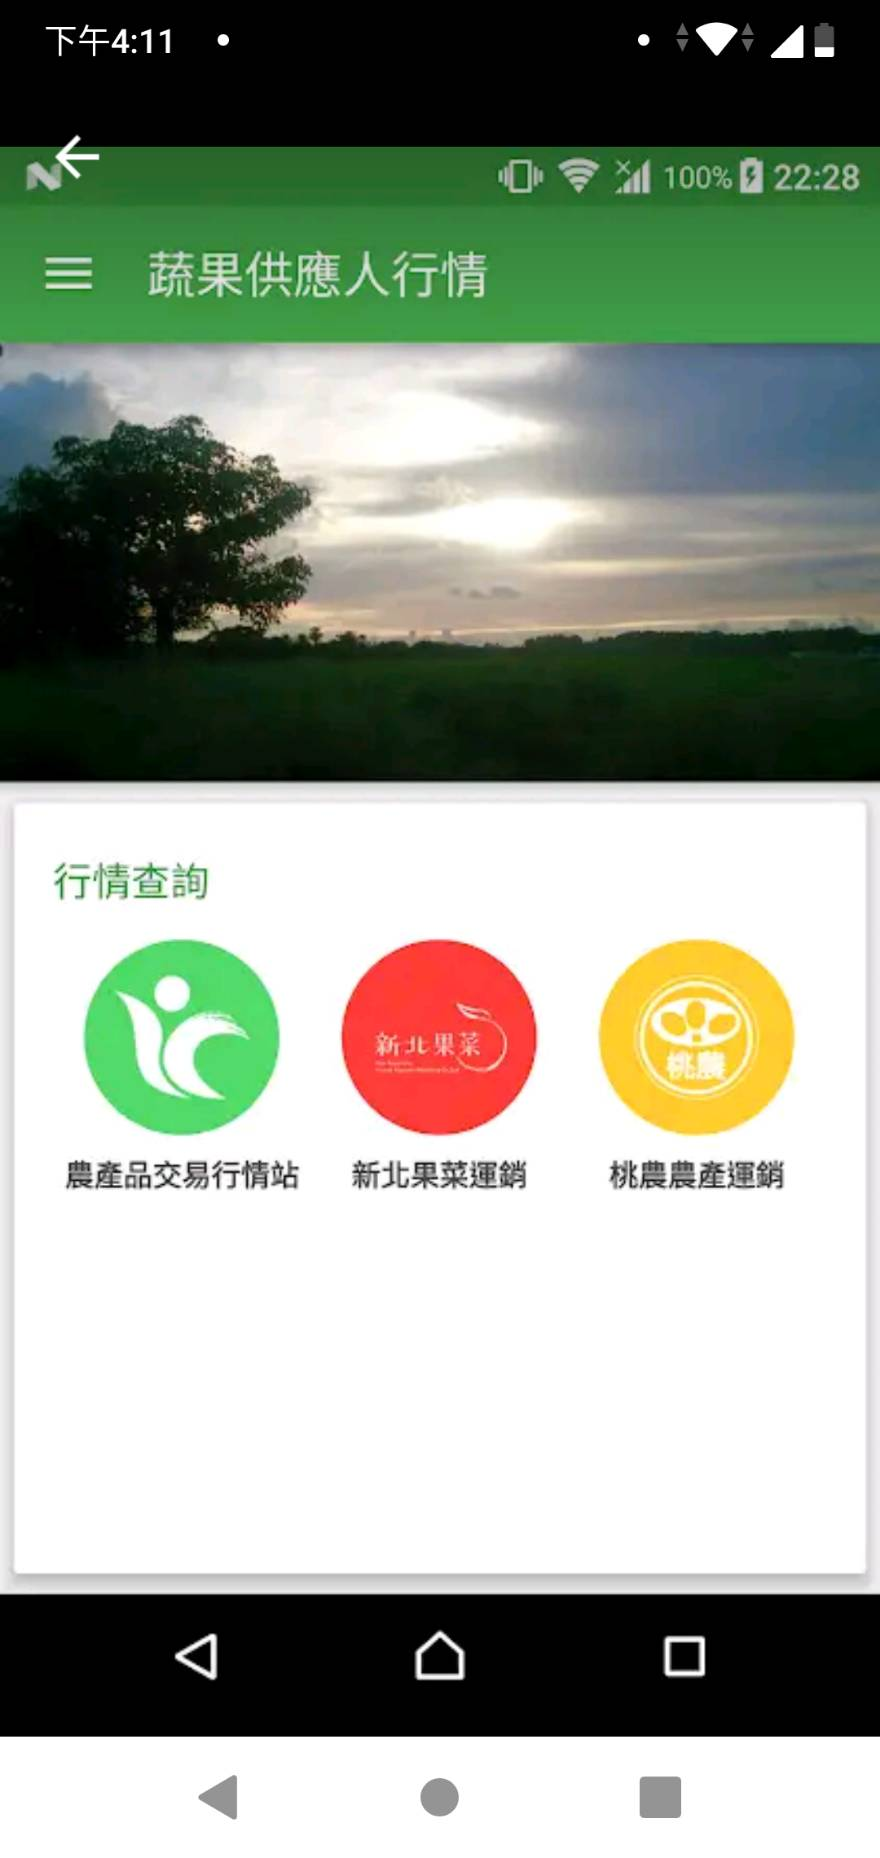 下午4:11
100% 22:28
蔬果供應人行情
行情查詢
新北果菜
桃農
農產品交易行情站
新北果菜運銷
桃農農產運銷